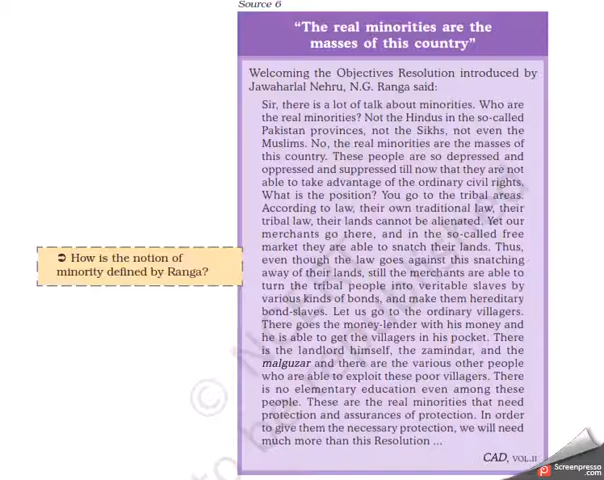 Source 6
“The real minorities are the
masses of this country”
Welcoming the Objectives Resolution introduced by
Jawaharlal Nehru, N.G. Ranga said:
Sir, there is a lot of talk about minorities. Who are
the real minorities? Not the Hindus in the so-called
Pakistan provinces, not the Sikhs, not even the
Muslims. No, the real minorities are the masses of
this country. These people are so depressed and
oppressed and suppressed till now that they are not
able to take advantage of the ordinary civil rights.
What is the position? You go to the tribal areas.
According to law, their own traditional law, their
tribal law, their lands cannot be alienated. Yet our
merchants go there, and in the so-called free
market they are able to snatch their lands. Thus,
even though the law goes against this snatching
away of their lands, still the merchants are able to
turn the tribal people into veritable slaves by
various kinds of bonds, and make them hereditary
bond-slaves. Let us go to the ordinary villagers.
There goes the money-lender with his money and
he is able to get the villagers in his pocket. There
is the landlord himself, the zamindar, and the
malguzar and there are the various other people
who are able to exploit these poor villagers. There
is no elementary education even among these
people. These are the real minorities that need
protection and assurances of protection. In order
to give them the necessary protection, we will need
much more than this Resolution ...
CAD, VOL.II
➲ How is the notion of
minority defined by Ranga?
Screenpresso
.com